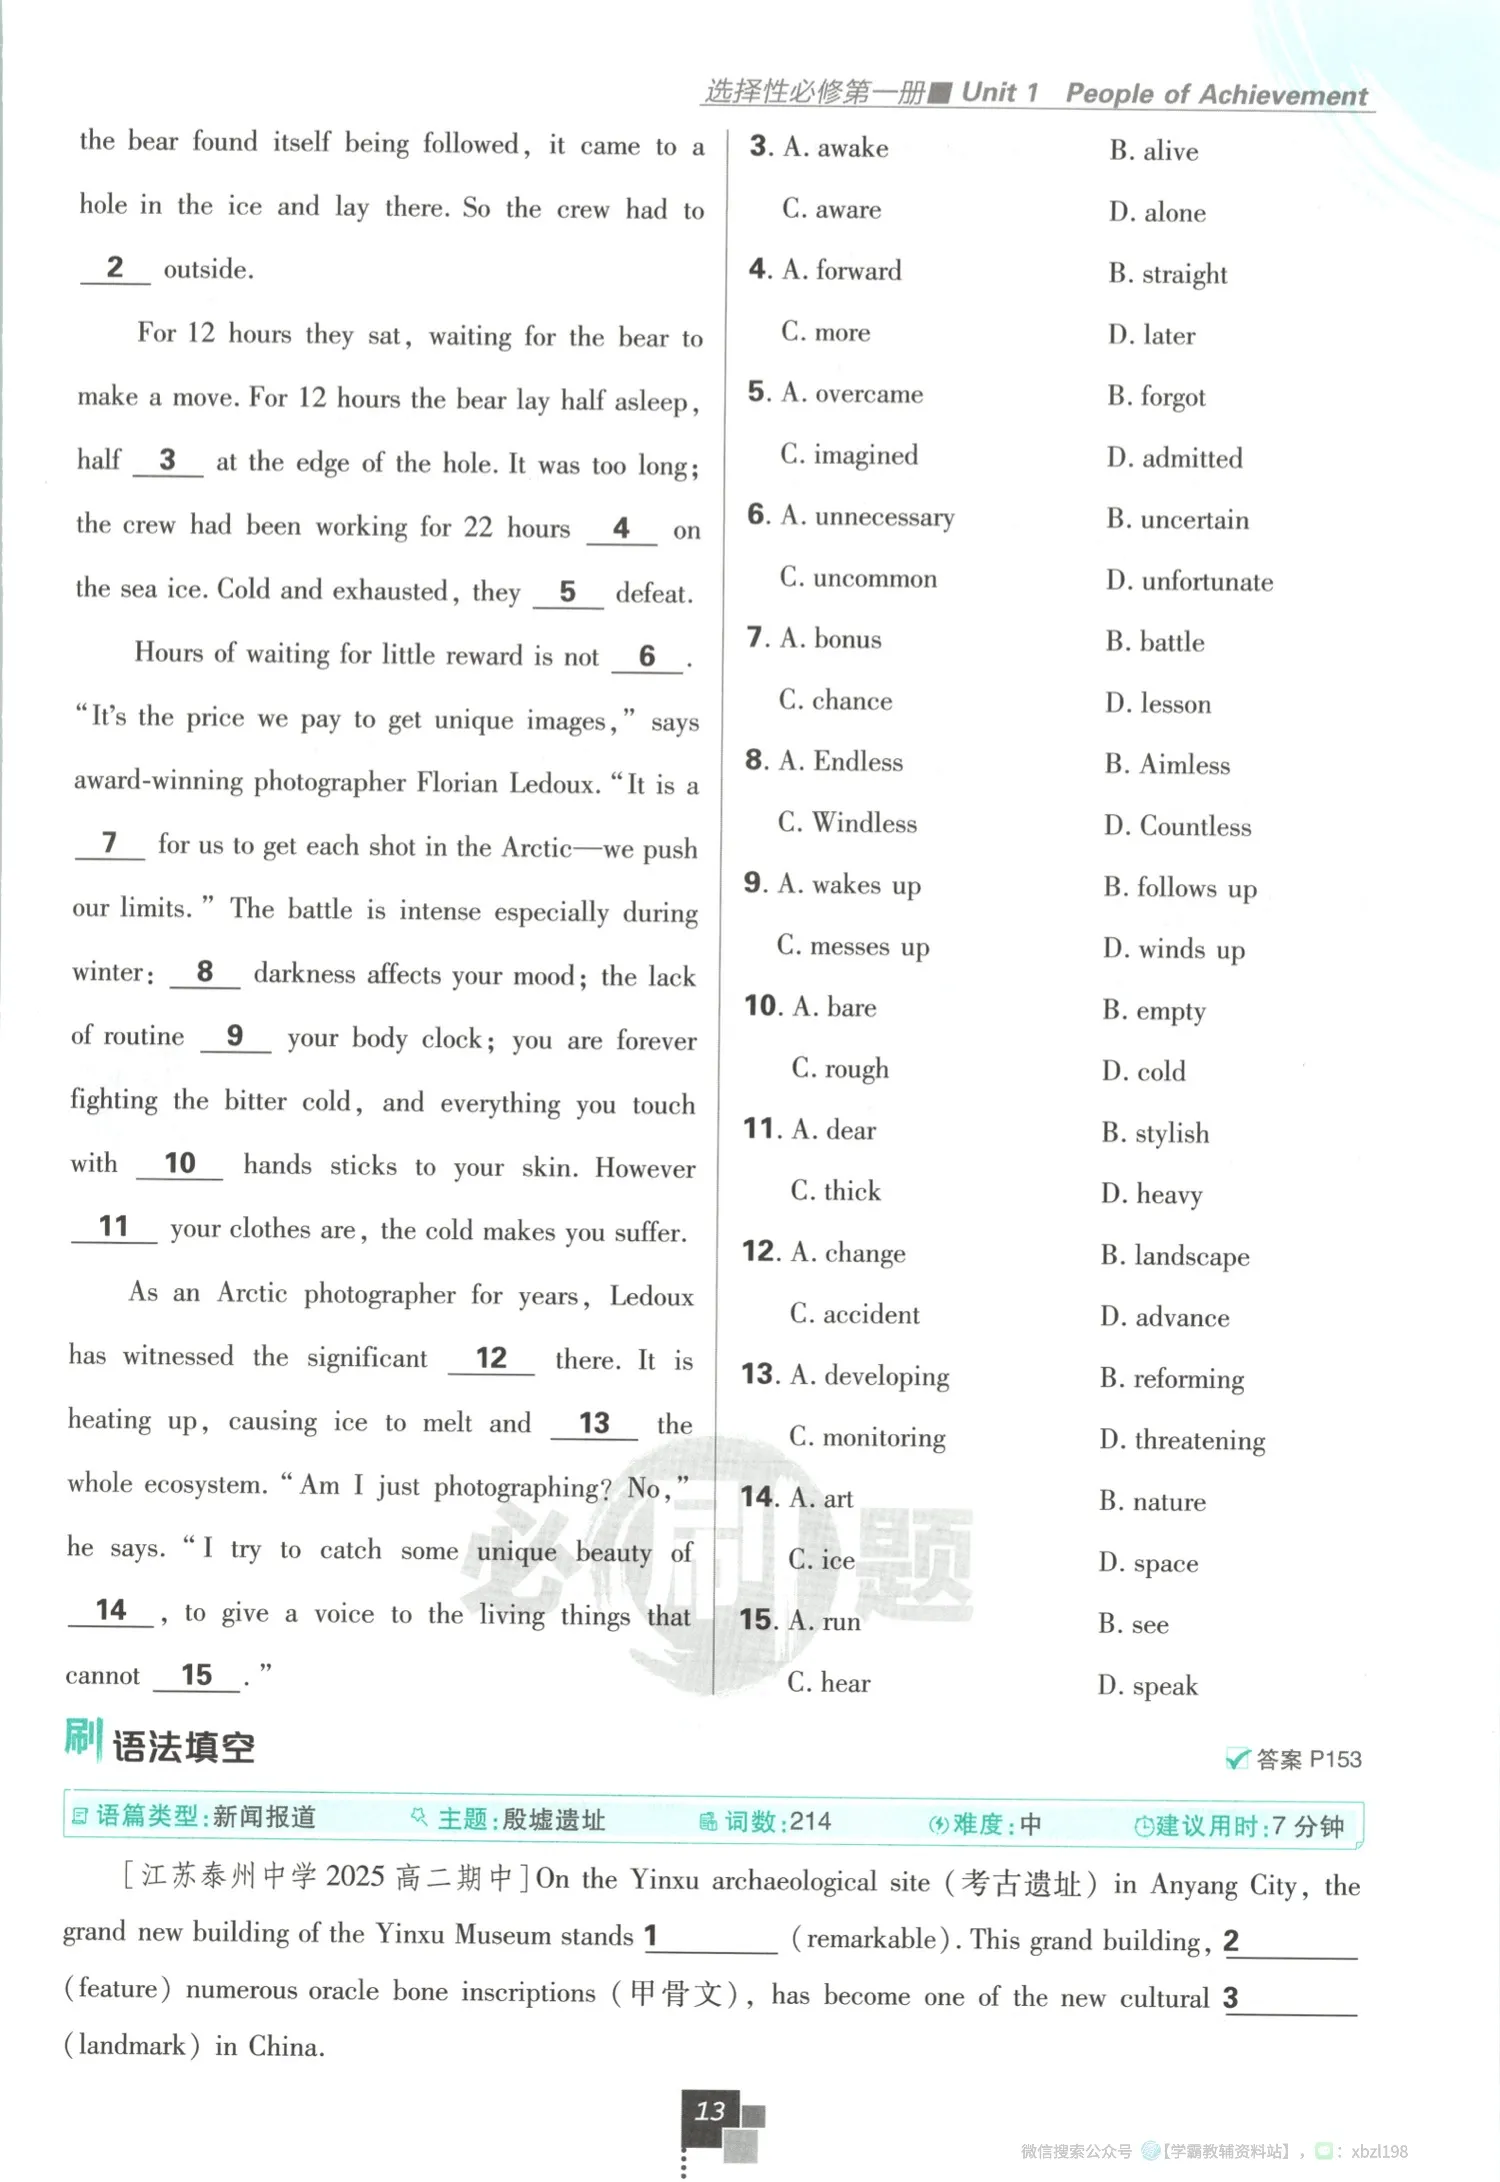 选择性必修第一册■ Unit 1 People of Achievement
the bear found itself being followed, it came to a
hole in the ice and lay there. So the crew had to
2 outside.
For 12 hours they sat, waiting for the bear to
make a move. For 12 hours the bear lay half asleep,
half 3 at the edge of the hole. It was too long;
the crew had been working for 22 hours 4 on
the sea ice. Cold and exhausted, they 5 defeat.
Hours of waiting for little reward is not 6 .
“It's the price we pay to get unique images,” says
award-winning photographer Florian Ledoux. “It is a
7 for us to get each shot in the Arctic—we push
our limits.” The battle is intense especially during
winter: 8 darkness affects your mood; the lack
of routine 9 your body clock; you are forever
fighting the bitter cold, and everything you touch
with 10 hands sticks to your skin. However
11 your clothes are, the cold makes you suffer.
As an Arctic photographer for years, Ledoux
has witnessed the significant 12 there. It is
heating up, causing ice to melt and 13 the
whole ecosystem. “Am I just photographing? No,”
he says. “I try to catch some unique beauty of
14 , to give a voice to the living things that
cannot 15 .”
3. A. awake B. alive
C. aware D. alone
4. A. forward B. straight
C. more D. later
5. A. overcame B. forgot
C. imagined D. admitted
6. A. unnecessary B. uncertain
C. uncommon D. unfortunate
7. A. bonus B. battle
C. chance D. lesson
8. A. Endless B. Aimless
C. Windless D. Countless
9. A. wakes up B. follows up
C. messes up D. winds up
10. A. bare B. empty
C. rough D. cold
11. A. dear B. stylish
C. thick D. heavy
12. A. change B. landscape
C. accident D. advance
13. A. developing B. reforming
C. monitoring D. threatening
14. A. art B. nature
C. ice D. space
15. A. run B. see
C. hear D. speak
必刷题
刷 语法填空
答案 P153
语篇类型:新闻报道 主题:殷墟遗址 词数:214 难度:中 建议用时:7 分钟
[江苏泰州中学 2025 高二期中]On the Yinxu archaeological site (考古遗址) in Anyang City, the
grand new building of the Yinxu Museum stands 1 (remarkable). This grand building, 2
(feature) numerous oracle bone inscriptions (甲骨文), has become one of the new cultural 3
(landmark) in China.
13
微信搜索公众号【学霸教辅资料站】, : xbzl198